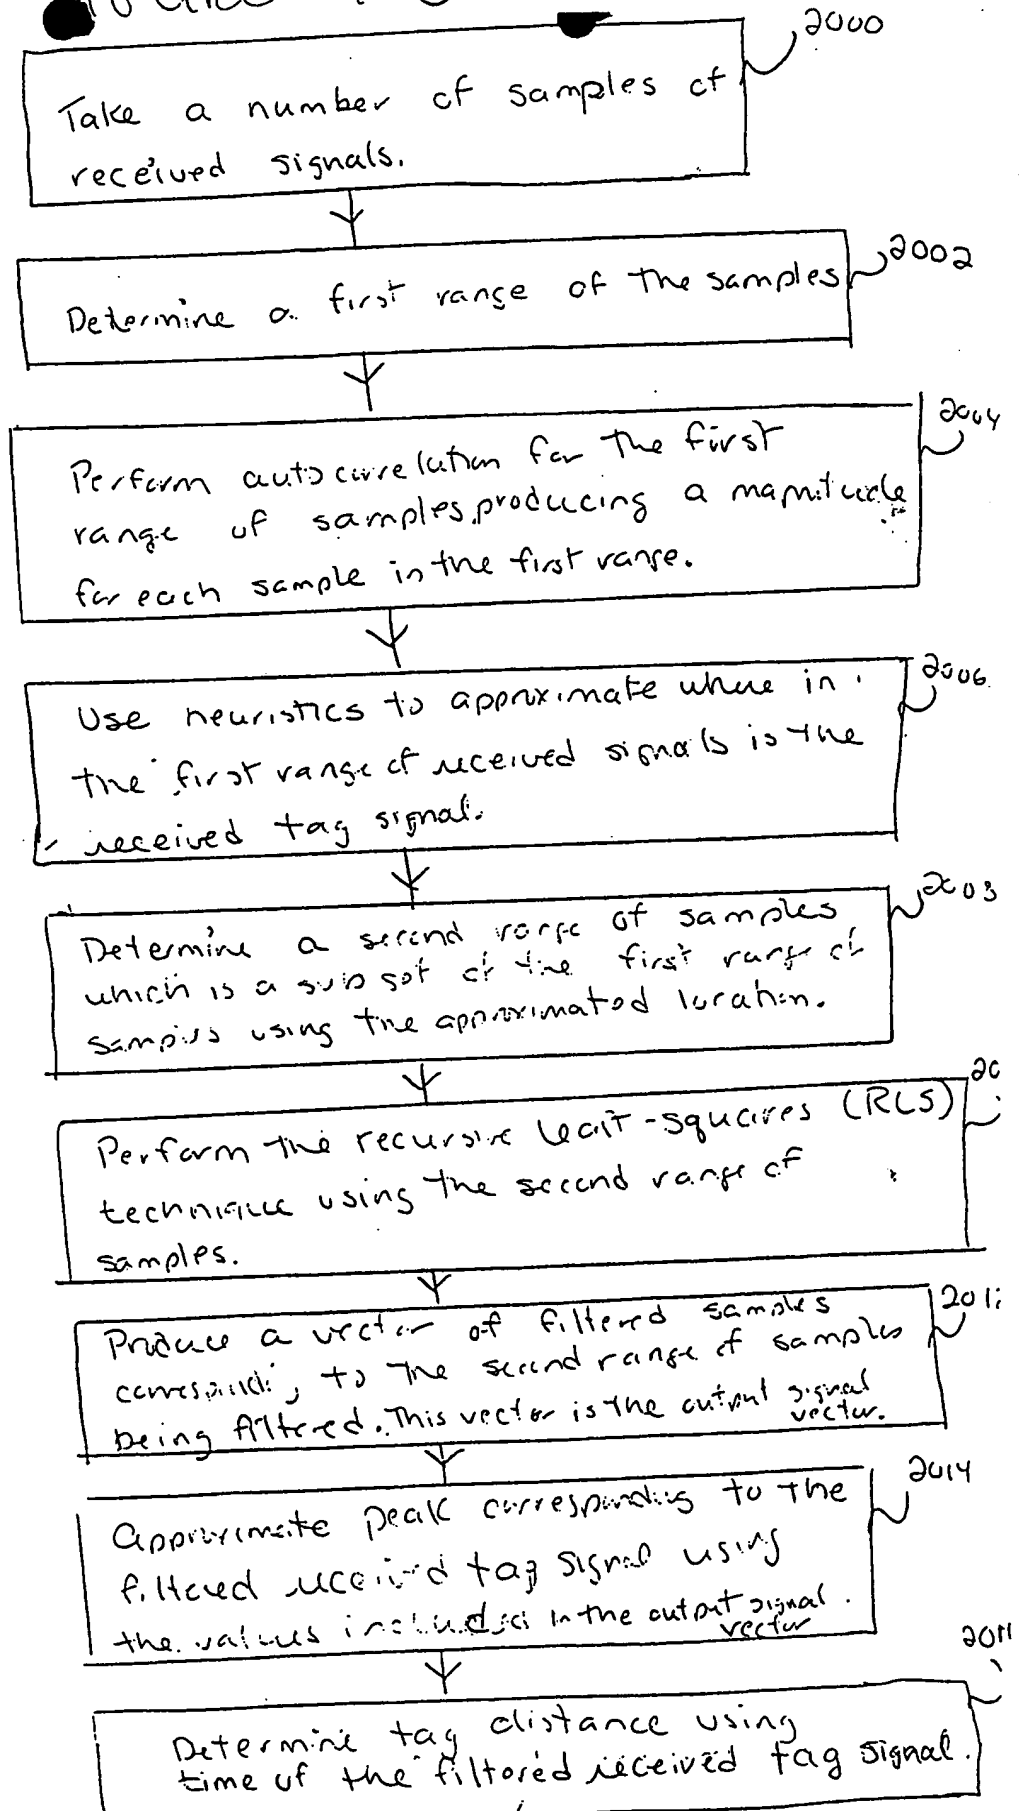 2000
Take a number of samples of
received signals.
2002
Determine a first range of the samples
2004
Perform autocorrelation for the first
range of samples producing a magnitude
for each sample in the first range.
2006
Use heuristics to approximate where in
the first range of received signals is the
received tag signal.
2008
Determine a second range of samples
which is a subset of the first range of
samples using the approximated location.
20
Perform the recursive least-squares (RLS)
technique using the second range of
samples.
201
Produce a vector of filtered samples
corresponding to the second range of samples
being filtered. This vector is the output signal
vector.
2014
Approximate peak corresponding to the
filtered received tag signal using
the values included in the output signal
vector
201
Determine tag distance using
time of the filtered received tag signal.